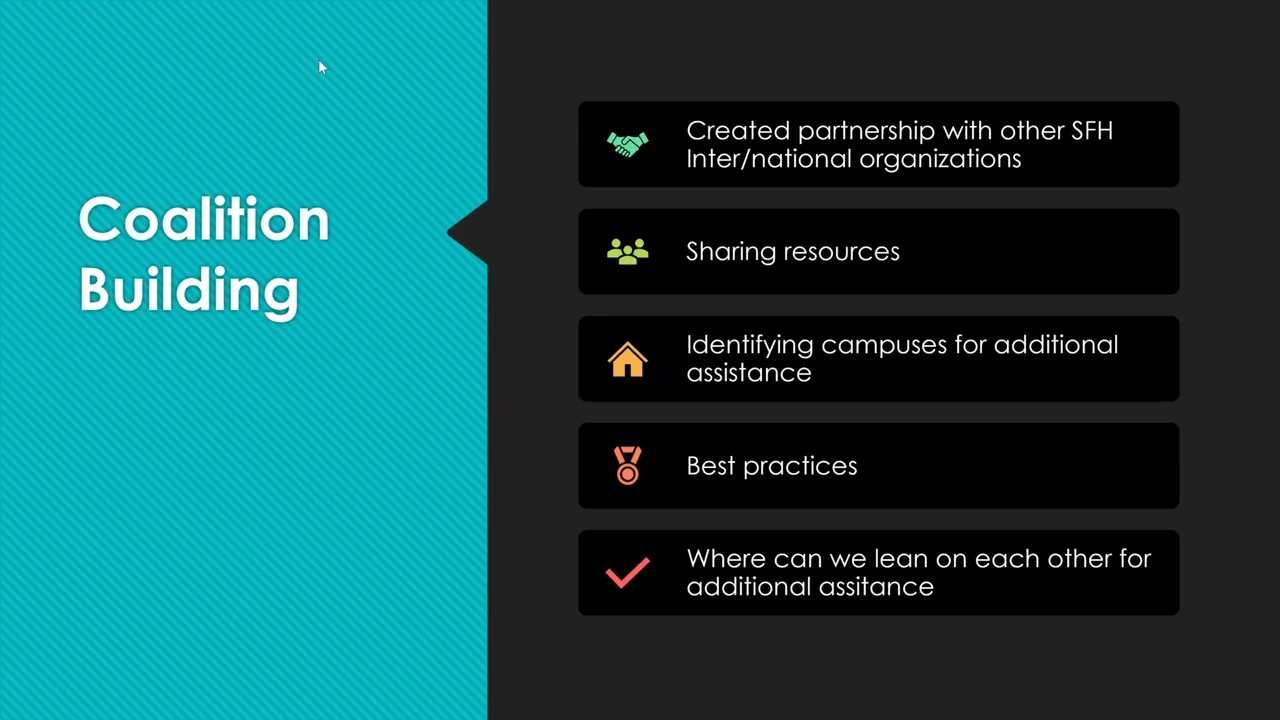 Coalition
Building
Created partnership with other SFH
Inter/national organizations
Sharing resources
Identifying campuses for additional
assistance
Best practices
Where can we lean on each other for
additional assitance